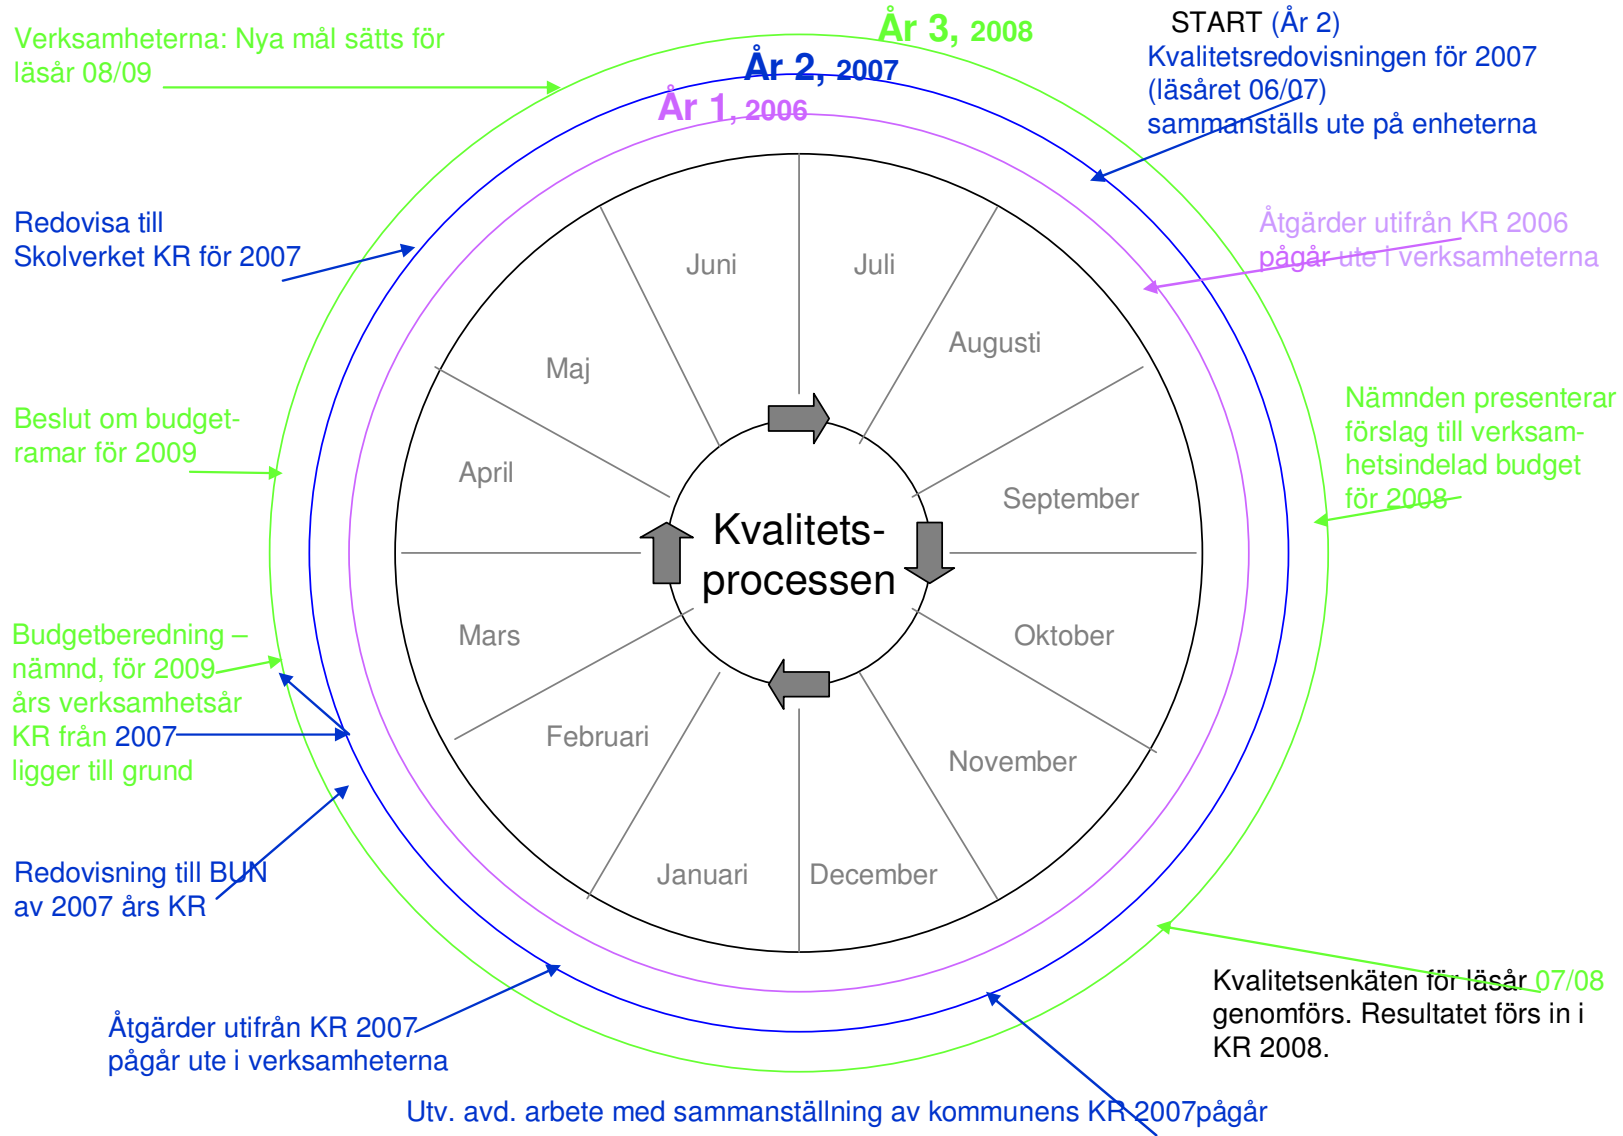 År 3, 2008
År 2, 2007
År 1, 2006
START (År 2)
Kvalitetsredovisningen för 2007
(läsåret 06/07)
sammanställs ute på enheterna
Åtgärder utifrån KR 2006
pågår ute i verksamheterna
Nämnden presenterar
förslag till verksam-
hetsindelad budget
för 2008
Kvalitetsenkäten för läsår 07/08
genomförs. Resultatet förs in i
KR 2008.
Utv. avd. arbete med sammanställning av kommunens KR 2007pågår
Åtgärder utifrån KR 2007
pågår ute i verksamheterna
Redovisning till BUN
av 2007 års KR
Budgetberedning –
nämnd, för 2009
års verksamhetsår
KR från 2007
ligger till grund
Beslut om budget-
ramar för 2009
Redovisa till
Skolverket KR för 2007
Verksamheterna: Nya mål sätts för
läsår 08/09
Juli
Augusti
September
Oktober
November
December
Januari
Februari
Mars
April
Maj
Juni
Kvalitets-
processen